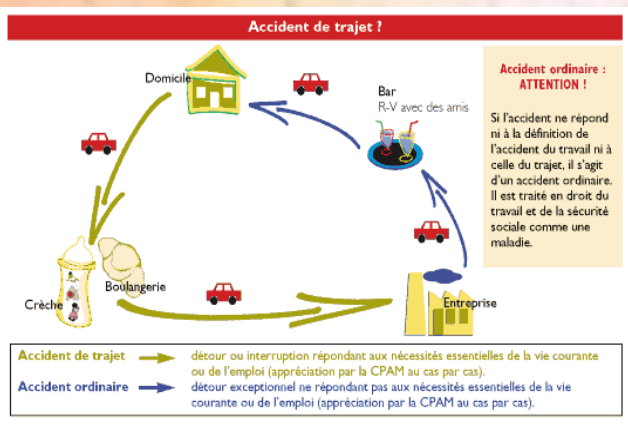 Accident de trajet ?
Domicile
Bar
R-V avec des amis
Crèche
Boulangerie
Entreprise
Accident ordinaire :
ATTENTION !
Si l'accident ne répond
ni à la définition de
l'accident du travail ni à
celle du trajet, il s'agit
d'un accident ordinaire.
Il est traité en droit du
travail et de la sécurité
sociale comme une
maladie.
Accident de trajet détour ou interruption répondant aux nécessités essentielles de la vie courante
ou de l'emploi (appréciation par la CPAM au cas par cas).
Accident ordinaire détour exceptionnel ne répondant pas aux nécessités essentielles de la vie
courante ou de l'emploi (appréciation par la CPAM au cas par cas).